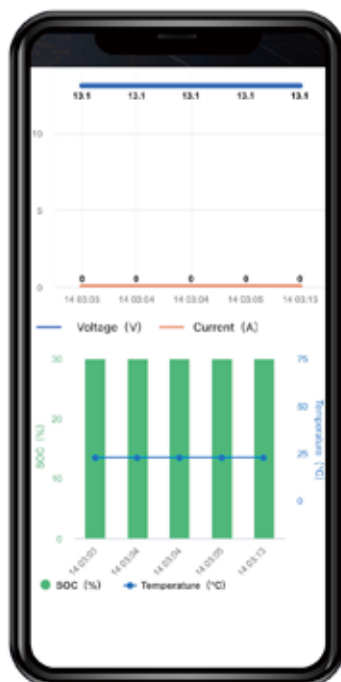 13.1 13.1 13.1 13.1 13.1
10
5
0 0 0 0 0
0
14 03:03 14 03:04 14 03:04 14 03:05 14 03:13
Voltage (V) Current (A)
30 75
20 50
10 25
0 0
SOC (%)
Temperature (°C)
14 03:03 14 03:04 14 03:04 14 03:05 14 03:13
SOC (%) Temperature (°C)